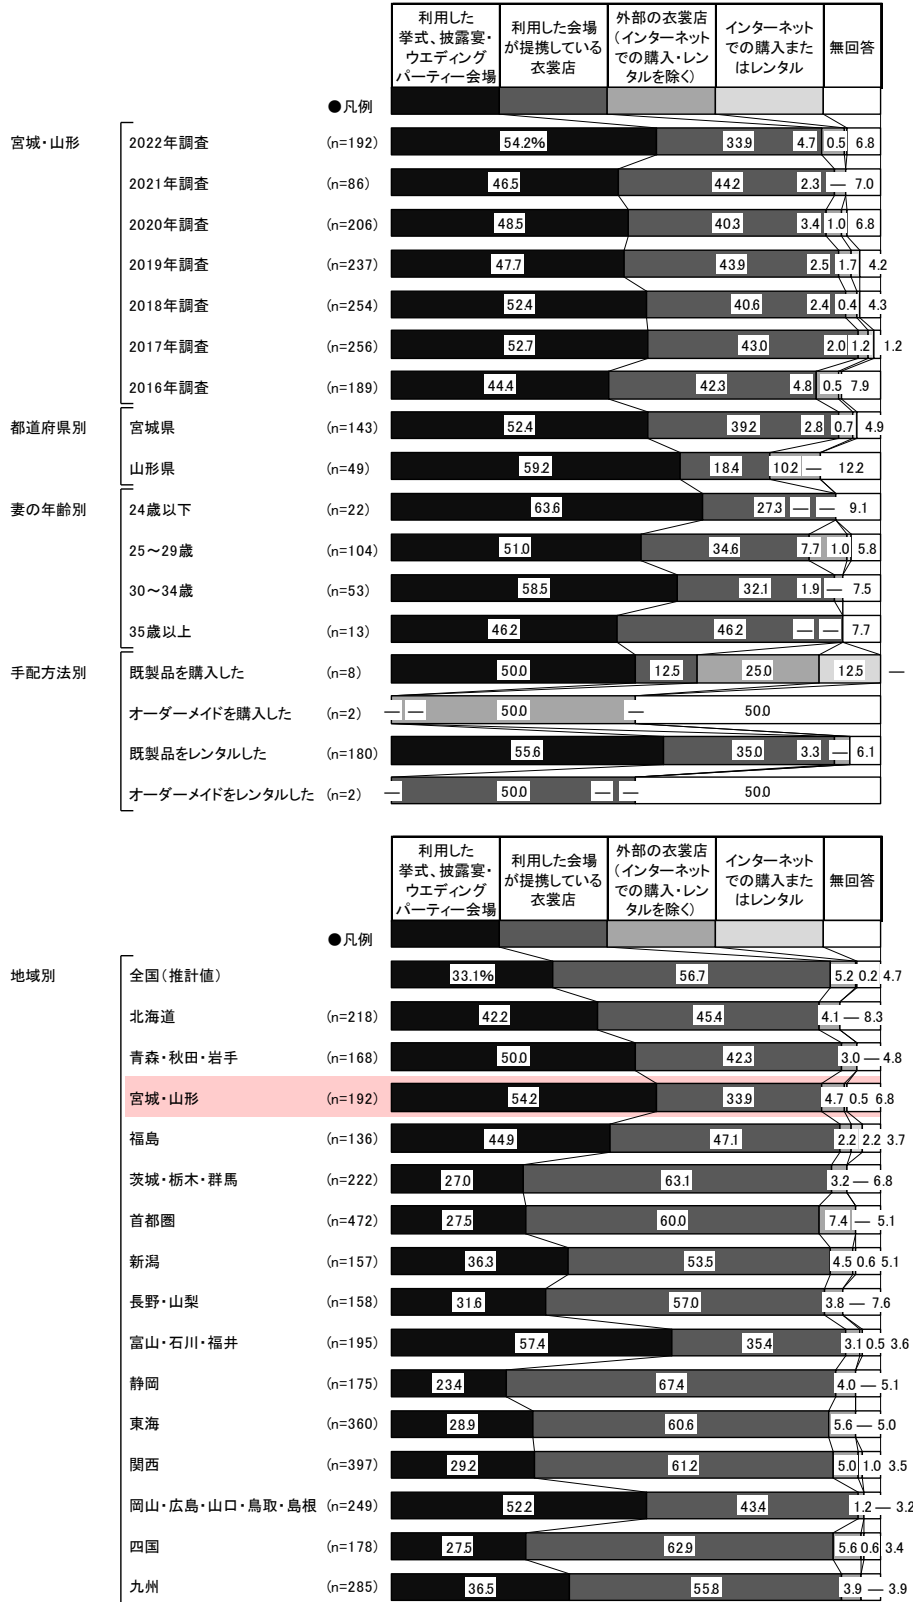 利用した
挙式、披露宴・
ウエディング
パーティー会場
利用した会場
が提携している
衣裳店
外部の衣裳店
（インターネット
での購入・レン
タルを除く）
インターネット
での購入また
はレンタル
無回答
●凡例
宮城・山形 2022年調査 (n=192) 54.2% 33.9 4.7 0.5 6.8
2021年調査 (n=86) 46.5 44.2 2.3 — 7.0
2020年調査 (n=206) 48.5 40.3 3.4 1.0 6.8
2019年調査 (n=237) 47.7 43.9 2.5 1.7 4.2
2018年調査 (n=254) 52.4 40.6 2.4 0.4 4.3
2017年調査 (n=256) 52.7 43.0 2.0 1.2 1.2
2016年調査 (n=189) 44.4 42.3 4.8 0.5 7.9
都道府県別 宮城県 (n=143) 52.4 39.2 2.8 0.7 4.9
山形県 (n=49) 59.2 18.4 10.2 — 12.2
妻の年齢別 24歳以下 (n=22) 63.6 27.3 — — 9.1
25～29歳 (n=104) 51.0 34.6 7.7 1.0 5.8
30～34歳 (n=53) 58.5 32.1 1.9 — 7.5
35歳以上 (n=13) 46.2 46.2 — — 7.7
手配方法別 既製品を購入した (n=8) 50.0 12.5 25.0 12.5 —
オーダーメイドを購入した (n=2) — — 50.0 — 50.0
既製品をレンタルした (n=180) 55.6 35.0 3.3 — 6.1
オーダーメイドをレンタルした (n=2) — 50.0 — — 50.0
利用した
挙式、披露宴・
ウエディング
パーティー会場
利用した会場
が提携している
衣裳店
外部の衣裳店
（インターネット
での購入・レン
タルを除く）
インターネット
での購入また
はレンタル
無回答
●凡例
地域別 全国（推計値） 33.1% 56.7 5.2 0.2 4.7
北海道 (n=218) 42.2 45.4 4.1 — 8.3
青森・秋田・岩手 (n=168) 50.0 42.3 3.0 — 4.8
宮城・山形 (n=192) 54.2 33.9 4.7 0.5 6.8
福島 (n=136) 44.9 47.1 2.2 2.2 3.7
茨城・栃木・群馬 (n=222) 27.0 63.1 3.2 — 6.8
首都圏 (n=472) 27.5 60.0 7.4 — 5.1
新潟 (n=157) 36.3 53.5 4.5 0.6 5.1
長野・山梨 (n=158) 31.6 57.0 3.8 — 7.6
富山・石川・福井 (n=195) 57.4 35.4 3.1 0.5 3.6
静岡 (n=175) 23.4 67.4 4.0 — 5.1
東海 (n=360) 28.9 60.6 5.6 — 5.0
関西 (n=397) 29.2 61.2 5.0 1.0 3.5
岡山・広島・山口・鳥取・島根 (n=249) 52.2 43.4 1.2 — 3.2
四国 (n=178) 27.5 62.9 5.6 0.6 3.4
九州 (n=285) 36.5 55.8 3.9 — 3.9